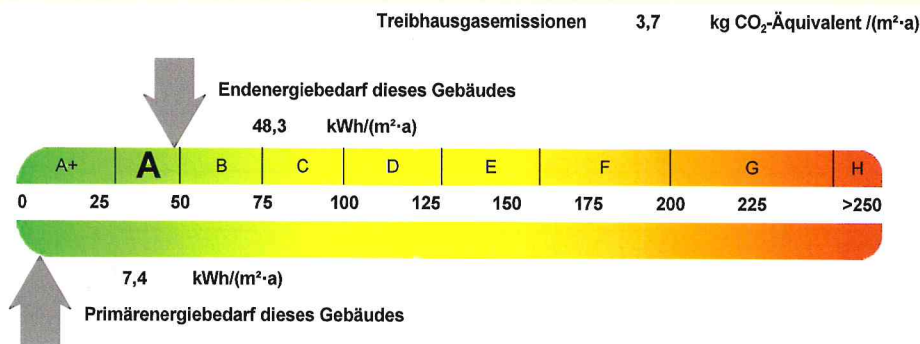 Treibhausgasemissionen 3,7 kg CO₂-Äquivalent /(m²·a)
Endenergiebedarf dieses Gebäudes
48,3 kWh/(m²·a)
A+ A B C D E F G H
0 25 50 75 100 125 150 175 200 225 >250
7,4 kWh/(m²·a)
Primärenergiebedarf dieses Gebäudes